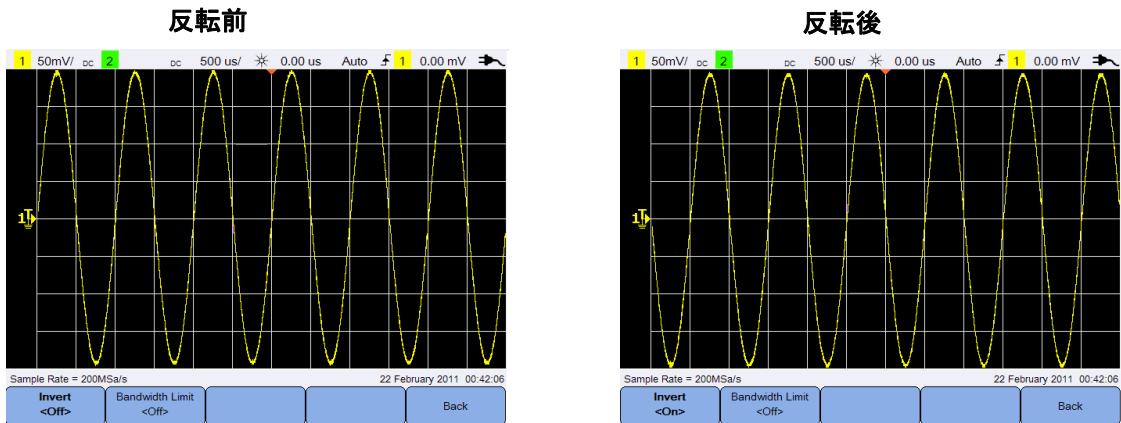 反転前
1 50mV/ DC 2 DC 500 us/ 0.00 us Auto 1 0.00 mV
1
Sample Rate = 200MSa/s 22 February 2011 00:42:06
Invert Bandwidth Limit
<Off> <Off> Back
反転後
1 50mV/ DC 2 DC 500 us/ 0.00 us Auto 1 0.00 mV
1
Sample Rate = 200MSa/s 22 February 2011 00:42:06
Invert Bandwidth Limit
<On> <Off> Back